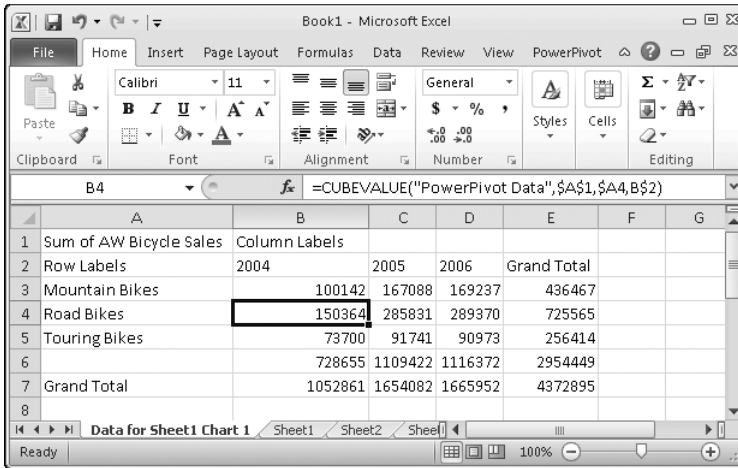 Book1 - Microsoft Excel
File Home Insert Page Layout Formulas Data Review View PowerPivot
Calibri 11 General
Paste B I U A A $ % , Styles Cells
A .00 .00
Clipboard Font Alignment Number Editing
B4 fx =CUBEVALUE("PowerPivot Data",$A$1,$A4,B$2)
A B C D E F G
1 Sum of AW Bicycle Sales Column Labels
2 Row Labels 2004 2005 2006 Grand Total
3 Mountain Bikes 100142 167088 169237 436467
4 Road Bikes 150364 285831 289370 725565
5 Touring Bikes 73700 91741 90973 256414
6 728655 1109422 1116372 2954449
7 Grand Total 1052861 1654082 1665952 4372895
8
Data for Sheet1 Chart 1 Sheet1 Sheet2
Ready 100%